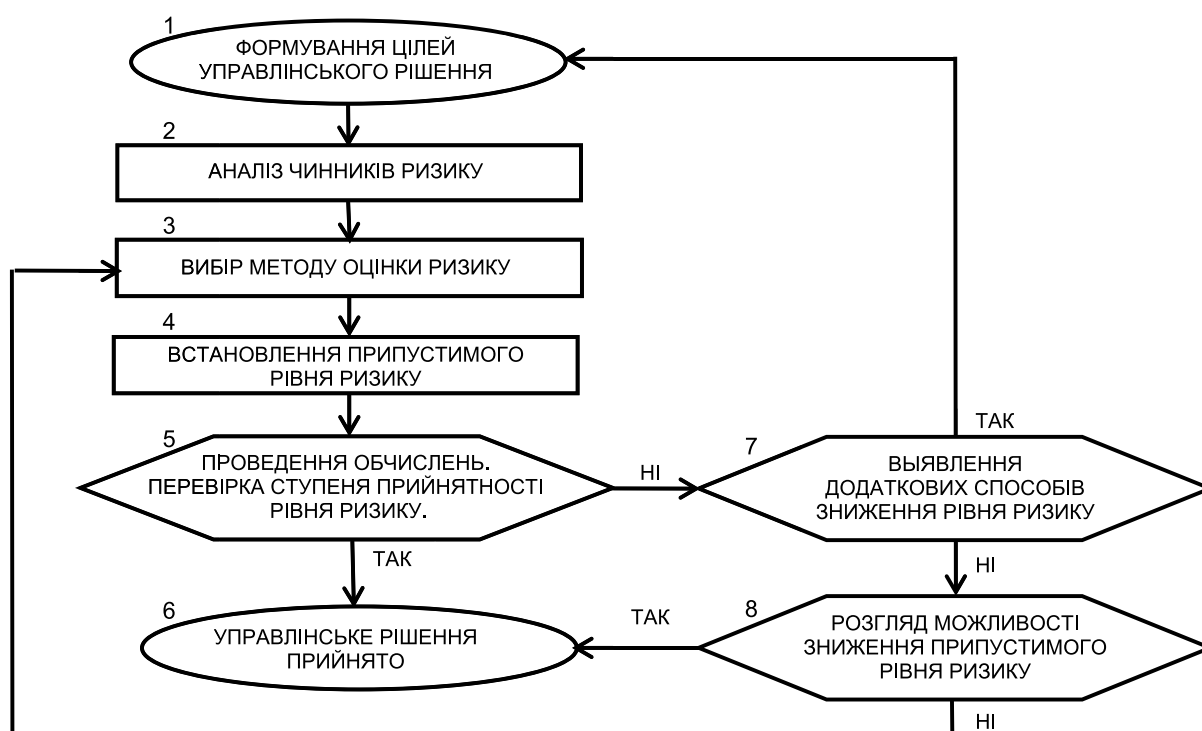 1
ФОРМУВАННЯ ЦІЛЕЙ
УПРАВЛІНСЬКОГО РІШЕННЯ
2
АНАЛІЗ ЧИННИКІВ РИЗИКУ
3
ВИБІР МЕТОДУ ОЦІНКИ РИЗИКУ
4
ВСТАНОВЛЕННЯ ПРИПУСТИМОГО
РІВНЯ РИЗИКУ
5
ПРОВЕДЕННЯ ОБЧИСЛЕНЬ.
ПЕРЕВІРКА СТУПЕНЯ ПРИЙНЯТНОСТІ
РІВНЯ РИЗИКУ.
НІ
ТАК
7
ВЫЯВЛЕННЯ
ДОДАТКОВИХ СПОСОБІВ
ЗНИЖЕННЯ РІВНЯ РИЗИКУ
ТАК
НІ
6
УПРАВЛІНСЬКЕ РІШЕННЯ
ПРИЙНЯТО
ТАК
8
РОЗГЛЯД МОЖЛИВОСТІ
ЗНИЖЕННЯ ПРИПУСТИМОГО
РІВНЯ РИЗИКУ
НІ